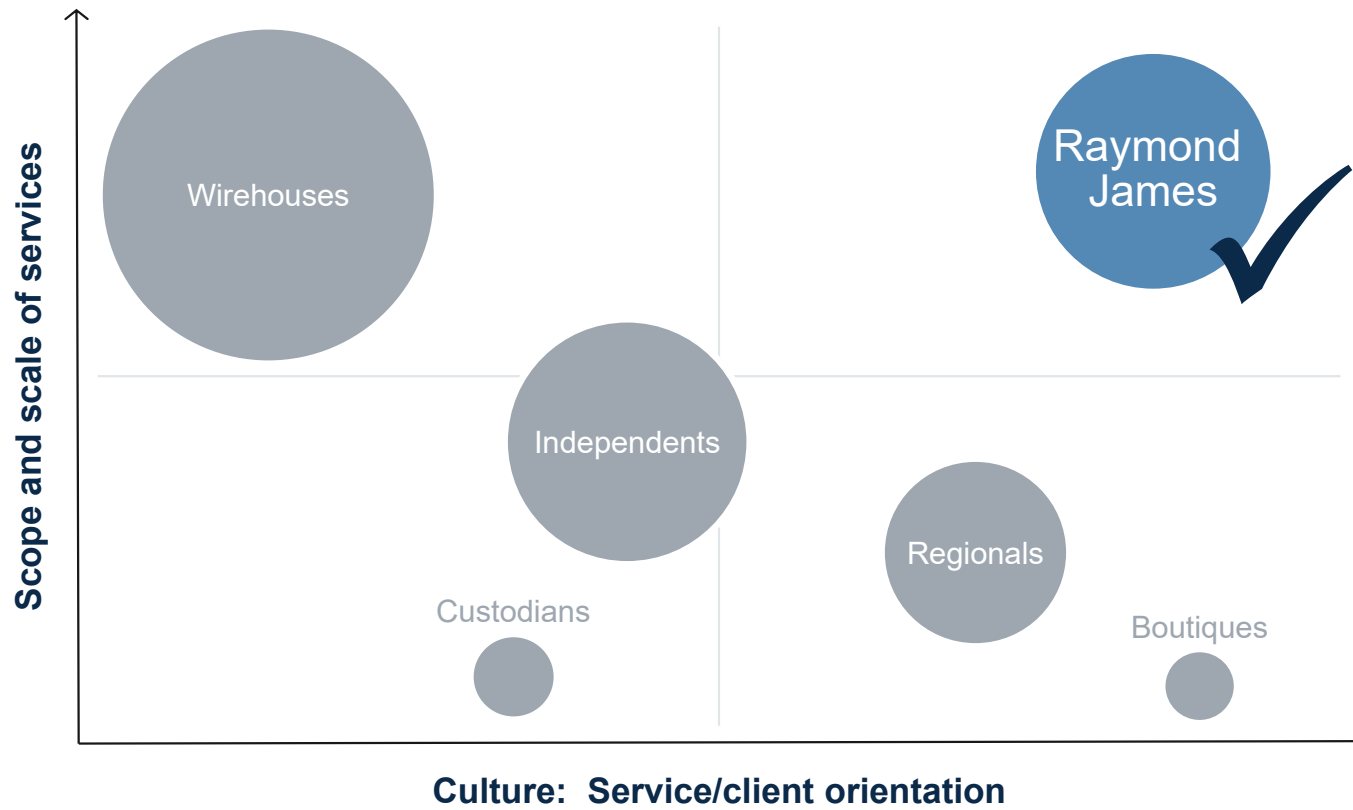 Scope and scale of services
Wirehouses
Raymond
James
Independents
Regionals
Custodians
Boutiques
Culture:  Service/client orientation